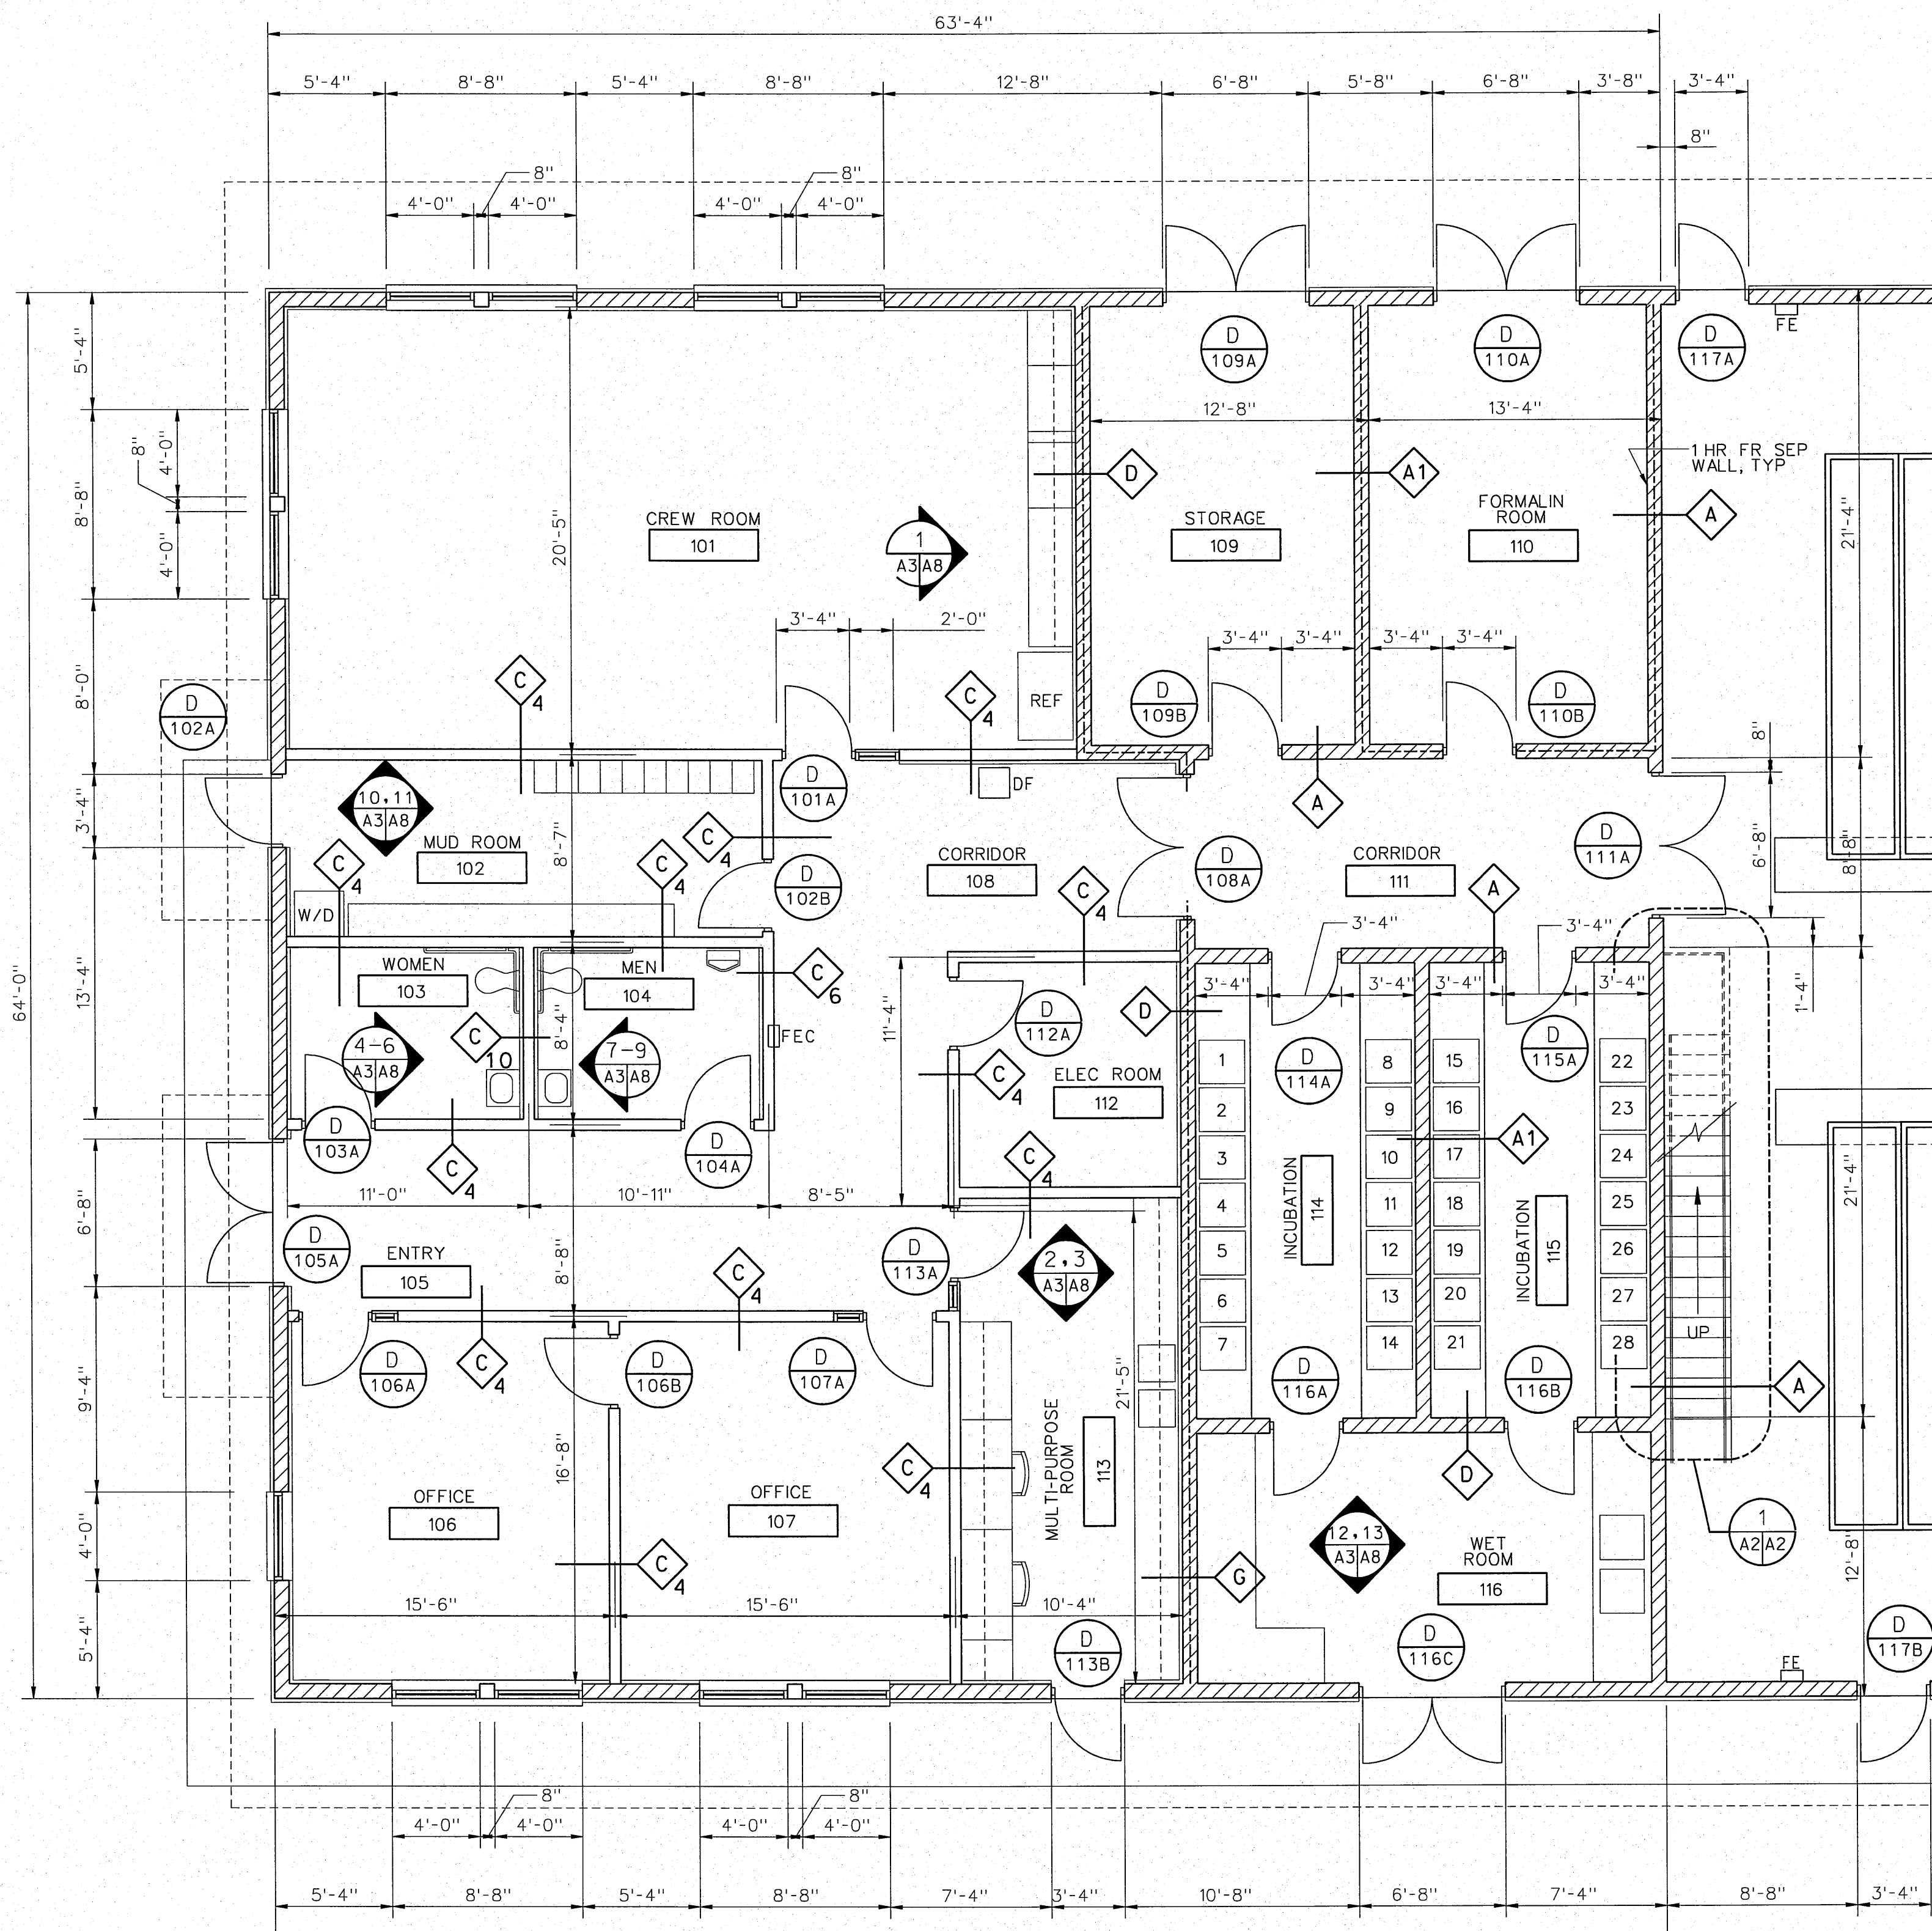 63'-4"
5'-4" 8'-8" 5'-4" 8'-8" 12'-8" 6'-8" 5'-8" 6'-8" 3'-8" 3'-4"
8"
8" 8"
4'-0" 4'-0" 4'-0" 4'-0"
FE
D D D
109A 110A 117A
5'-4"
12'-8" 13'-4"
8"
4'-0"
1 HR FR SEP
WALL, TYP
D A1 A
8'-8"
FORMALIN
CREW ROOM STORAGE ROOM
101 109 110
20'-5"
21'-4"
1
A3 A8
4'-0"
3'-4" 2'-0"
3'-4" 3'-4" 3'-4" 3'-4"
8'-0"
C
4
C
4
REF
D
102A
D
109B
D
110B
8"
D
101A
DF
10,11
A3 A8
3'-4"
A
C
4
C
4
C
4
MUD ROOM
102
8'-7"
CORRIDOR
108
CORRIDOR
111
D
102B
D
108A
D
111A
6'-8"
8'-8"
C
4
A
W/D
3'-4" 3'-4"
WOMEN MEN
103 104
C
6
3'-4" 3'-4" 3'-4" 3'-4"
1'-4"
64'-0"
13'-4"
11'-4"
D
112A
D
FEC
4-6
A3 A8
C
10
8'-4"
7-9
A3 A8
D
114A
D
115A
C
4
ELEC ROOM
112
1 8 15 22
2 9 16 23
3 10 17 24
4 11 18 25
5 12 19 26
6 13 20 27
7 14 21 28
A1
D
103A
C
4
D
104A
C
4
11'-0" 10'-11" 8'-5"
INCUBATION
114
INCUBATION
115
21'-4"
6'-8"
D
105A
ENTRY
105
8'-8"
C
4
D
113A
2,3
A3 A8
UP
C
4
D
106A
D
106B
D
107A
D
116A
D
116B
A
9'-4"
21'-5"
MULTI-PURPOSE
ROOM
113
16'-8"
C
4
D
OFFICE OFFICE
106 107
12,13
A3 A8
1
A2 A2
4'-0"
C
4
G
WET
ROOM
116
12'-8"
15'-6" 15'-6" 10'-4"
5'-4"
D
113B
D
116C
FE
D
117B
8" 8"
4'-0" 4'-0" 4'-0" 4'-0"
5'-4" 8'-8" 5'-4" 8'-8" 7'-4" 3'-4" 10'-8" 6'-8" 7'-4" 8'-8" 3'-4"